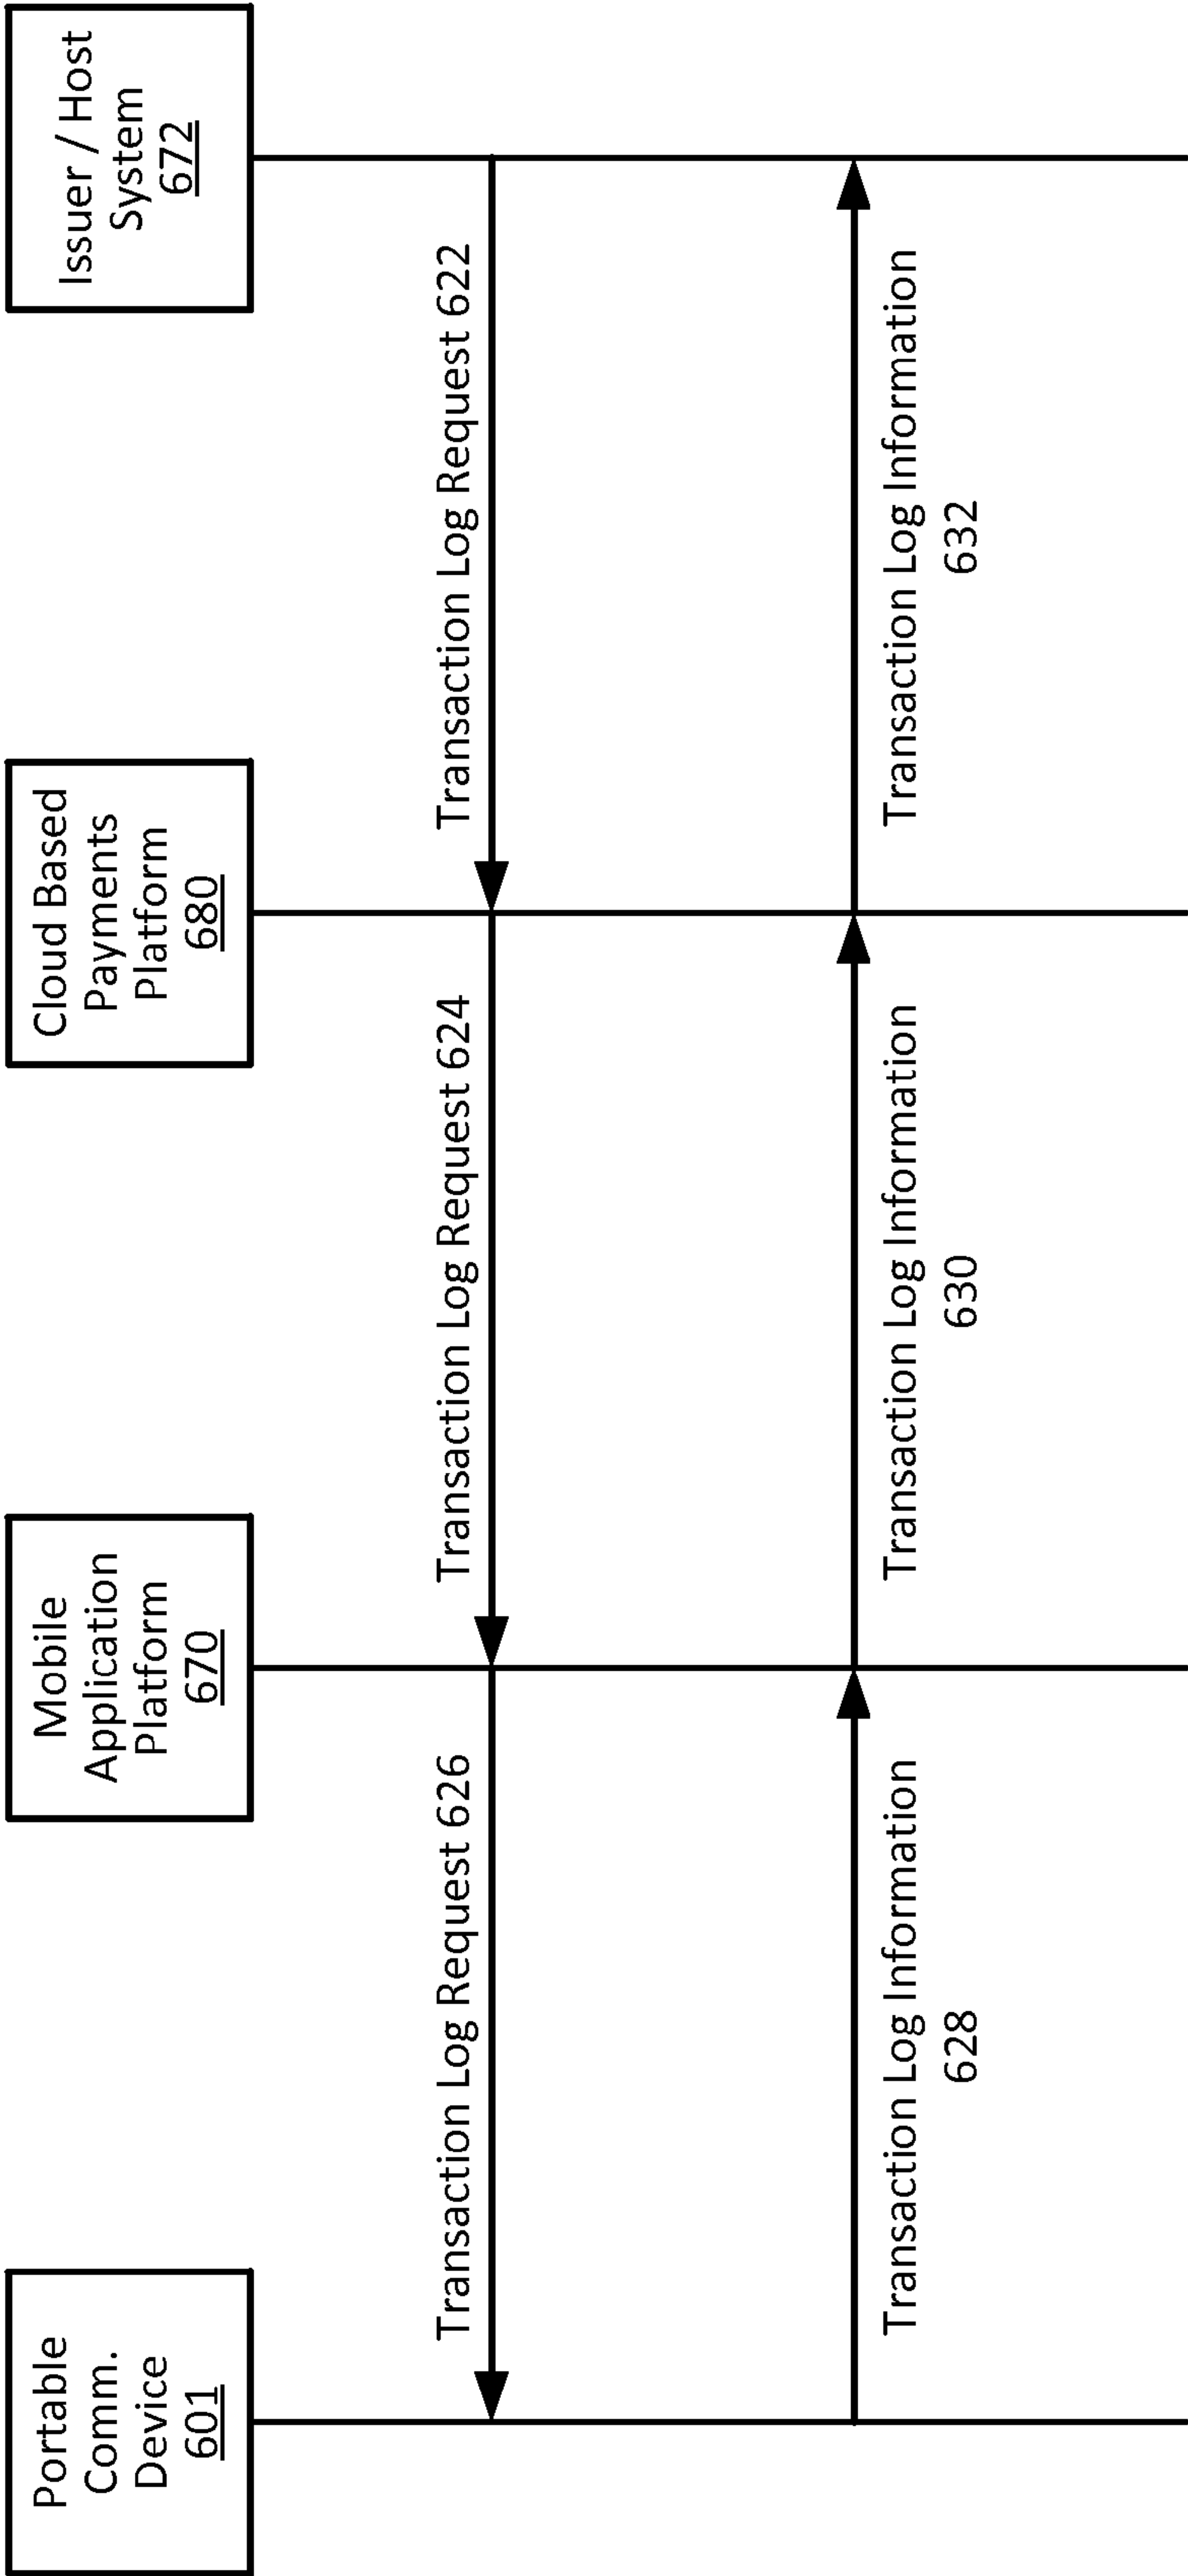 Portable
Comm.
Device
601
Mobile
Application
Platform
670
Cloud Based
Payments
Platform
680
Issuer / Host
System
672
Transaction Log Request 626
Transaction Log Request 624
Transaction Log Request 622
Transaction Log Information
628
Transaction Log Information
630
Transaction Log Information
632